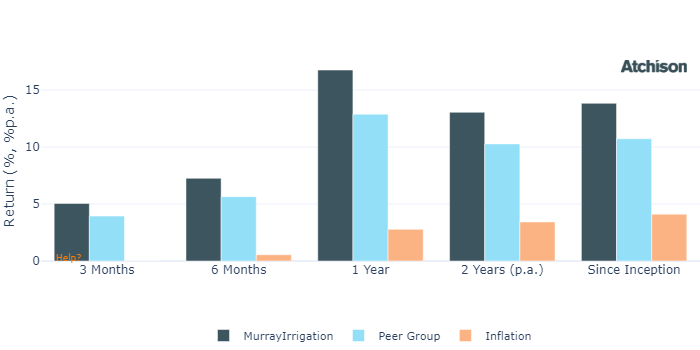 Atchison
Return (%, %p.a.)
15
10
5
0
Help?
3 Months
6 Months
1 Year
2 Years (p.a.)
Since Inception
MurrayIrrigation
Peer Group
Inflation